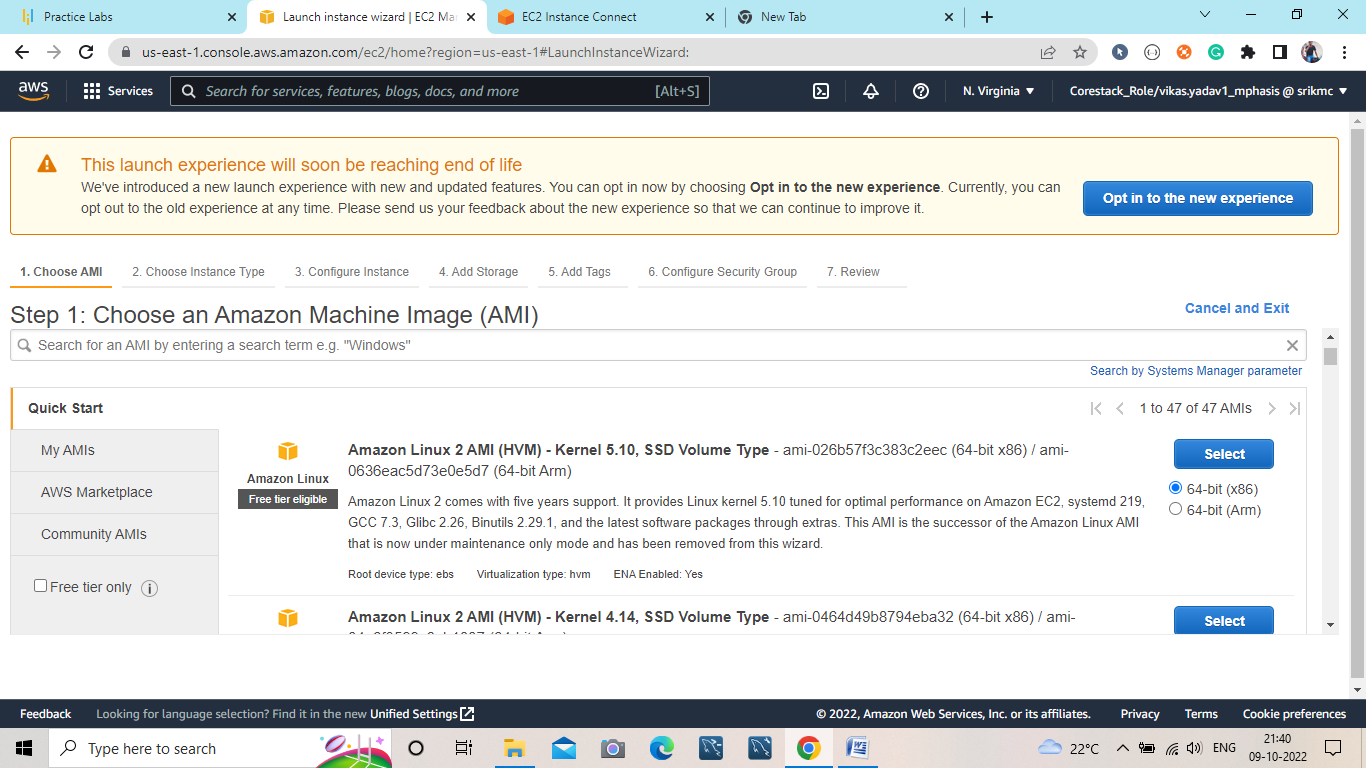 Practice Labs
Launch instance wizard | EC2 Ma
EC2 Instance Connect
New Tab
us-east-1.console.aws.amazon.com/ec2/home?region=us-east-1#LaunchInstanceWizard:
aws
Services
Search for services, features, blogs, docs, and more
[Alt+S]
N. Virginia
Corestack_Role/vikas.yadav1_mphasis @ srikmc
This launch experience will soon be reaching end of life
We've introduced a new launch experience with new and updated features. You can opt in now by choosing Opt in to the new experience. Currently, you can
opt out to the old experience at any time. Please send us your feedback about the new experience so that we can continue to improve it.
Opt in to the new experience
1. Choose AMI
2. Choose Instance Type
3. Configure Instance
4. Add Storage
5. Add Tags
6. Configure Security Group
7. Review
Step 1: Choose an Amazon Machine Image (AMI)
Cancel and Exit
Search for an AMI by entering a search term e.g. "Windows"
Search by Systems Manager parameter
Quick Start
1 to 47 of 47 AMIs
My AMIs
AWS Marketplace
Community AMIs
Free tier only
Amazon Linux
Free tier eligible
Amazon Linux 2 AMI (HVM) - Kernel 5.10, SSD Volume Type - ami-026b57f3c383c2eec (64-bit x86) / ami-
0636eac5d73e0e5d7 (64-bit Arm)
Amazon Linux 2 comes with five years support. It provides Linux kernel 5.10 tuned for optimal performance on Amazon EC2, systemd 219,
GCC 7.3, Glibc 2.26, Binutils 2.29.1, and the latest software packages through extras. This AMI is the successor of the Amazon Linux AMI
that is now under maintenance only mode and has been removed from this wizard.
Root device type: ebs
Virtualization type: hvm
ENA Enabled: Yes
Select
64-bit (x86)
64-bit (Arm)
Amazon Linux 2 AMI (HVM) - Kernel 4.14, SSD Volume Type - ami-0464d49b8794eba32 (64-bit x86) / ami-
Select
Feedback
Looking for language selection? Find it in the new Unified Settings
© 2022, Amazon Web Services, Inc. or its affiliates.
Privacy
Terms
Cookie preferences
Type here to search
22°C
ENG
21:40
09-10-2022